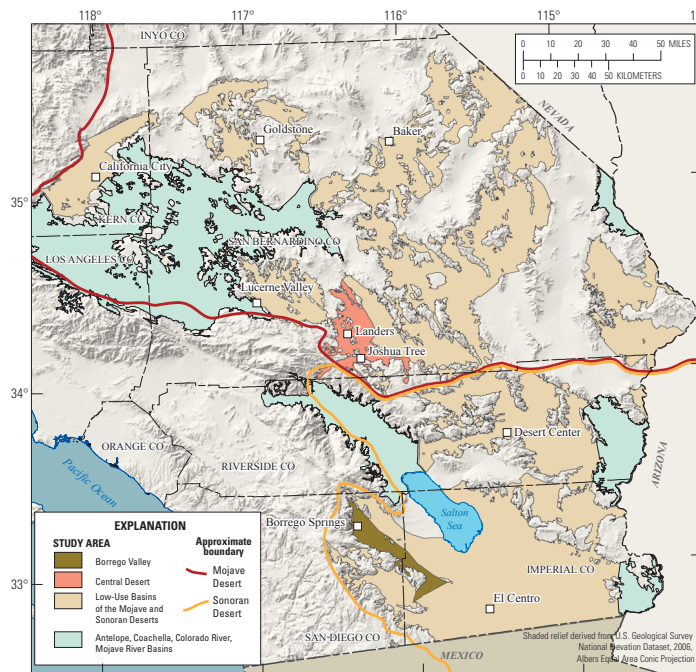 118° 117° 116° 115°
INYO CO
0 10 20 30 40 50 MILES
0 10 20 30 40 50 KILOMETERS
NEVADA
Goldstone
Baker
California City
35°
KERN CO
SAN BERNARDINO CO
LOS ANGELES CO
Lucerne Valley
Landers
Joshua Tree
34°
Desert Center
ORANGE CO
RIVERSIDE CO
ARIZONA
Pacific Ocean
Salton
Sea
Borrego Springs
33°
IMPERIAL CO
El Centro
SAN DIEGO CO
MEXICO
EXPLANATION
STUDY AREA
Borrego Valley
Central Desert
Low-Use Basins
of the Mojave and
Sonoran Deserts
Antelope, Coachella, Colorado River,
Mojave River Basins
Approximate
boundary
Mojave
Desert
Sonoran
Desert
Shaded relief derived from U.S. Geological Survey
National Elevation Dataset, 2006,
Albers Equal Area Conic Projection